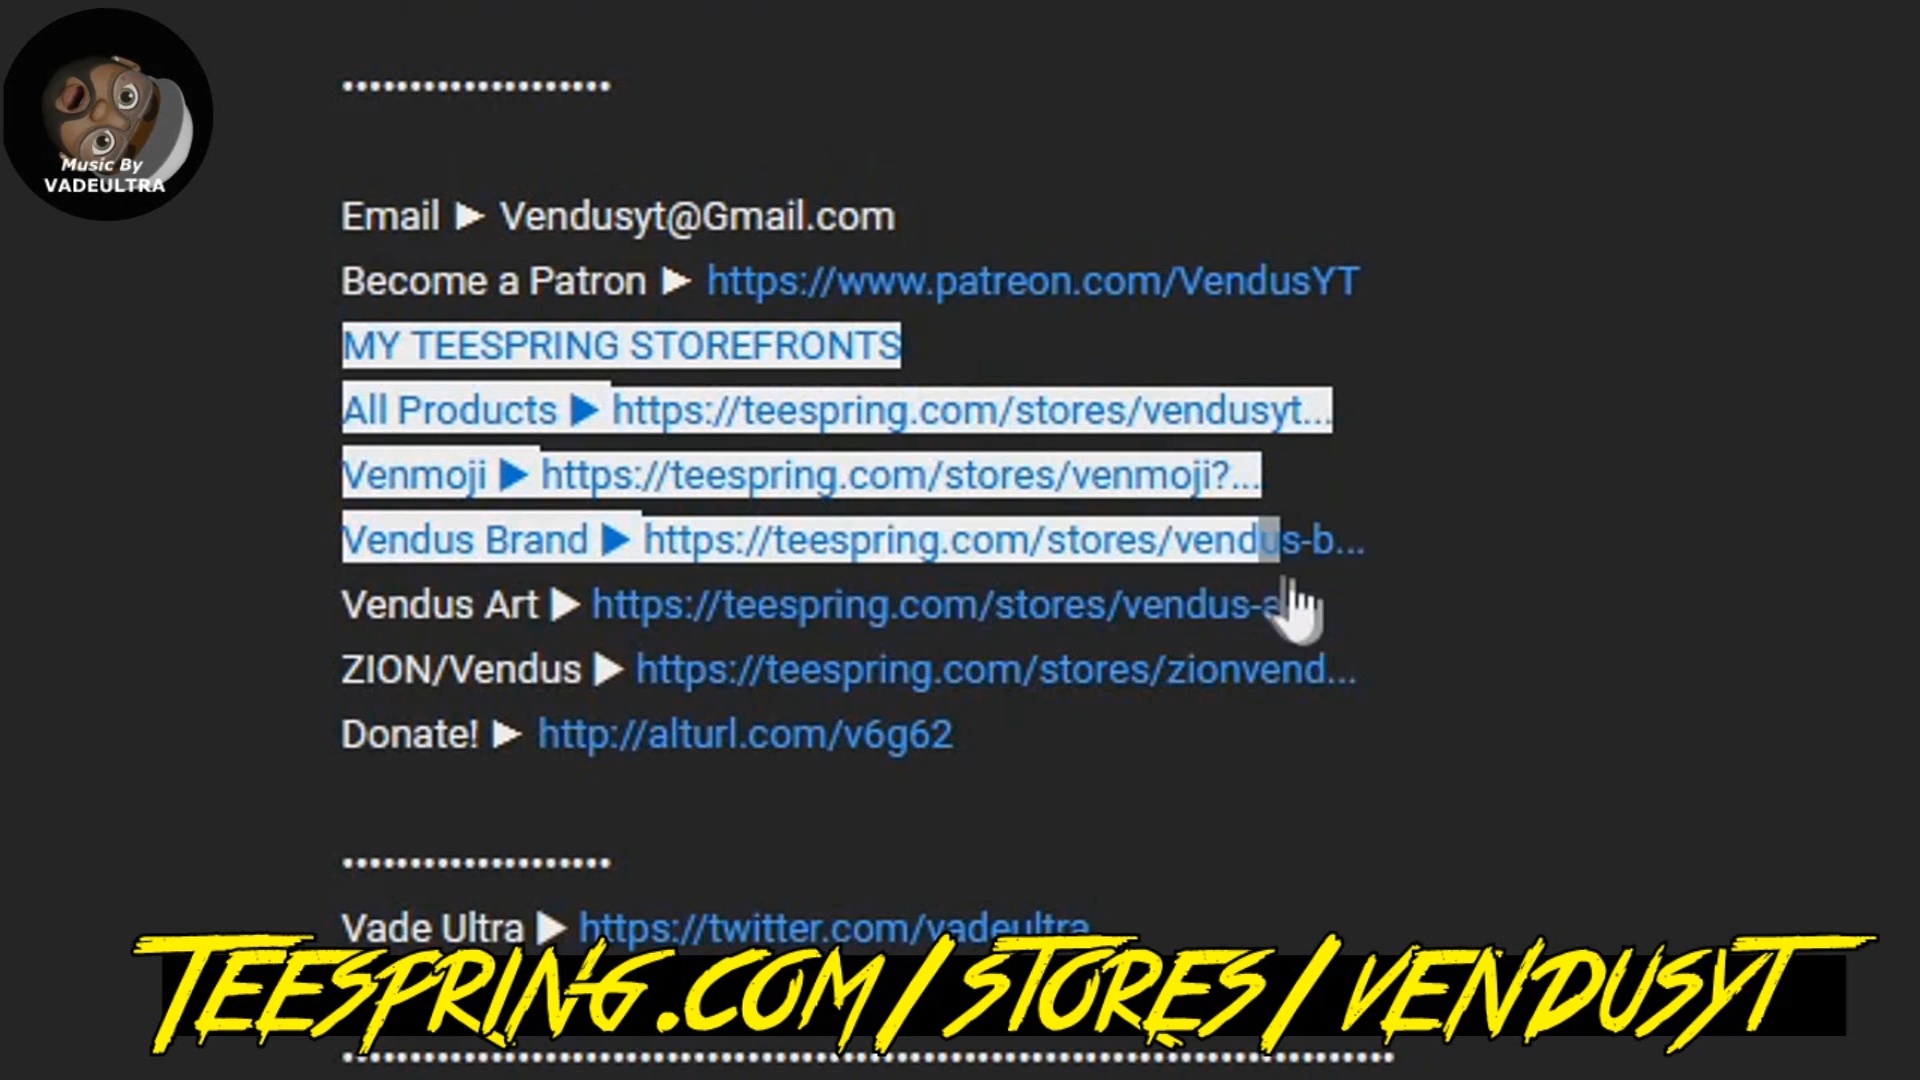 Music By
VADEULTRA
Email ► Vendusyt@Gmail.com
Become a Patron ► https://www.patreon.com/VendusYT
MY TEESPRING STOREFRONTS
All Products ► https://teespring.com/stores/vendusyt...
Venmoji ► https://teespring.com/stores/venmoji?...
Vendus Brand ► https://teespring.com/stores/vendus-b...
Vendus Art ► https://teespring.com/stores/vendus-a
ZION/Vendus ► https://teespring.com/stores/zionvend...
Donate! ► http://alturl.com/v6g62
Vade Ultra ► https://twitter.com/vadeultra
TEESPRING.COM/STORES/VENDUSYT